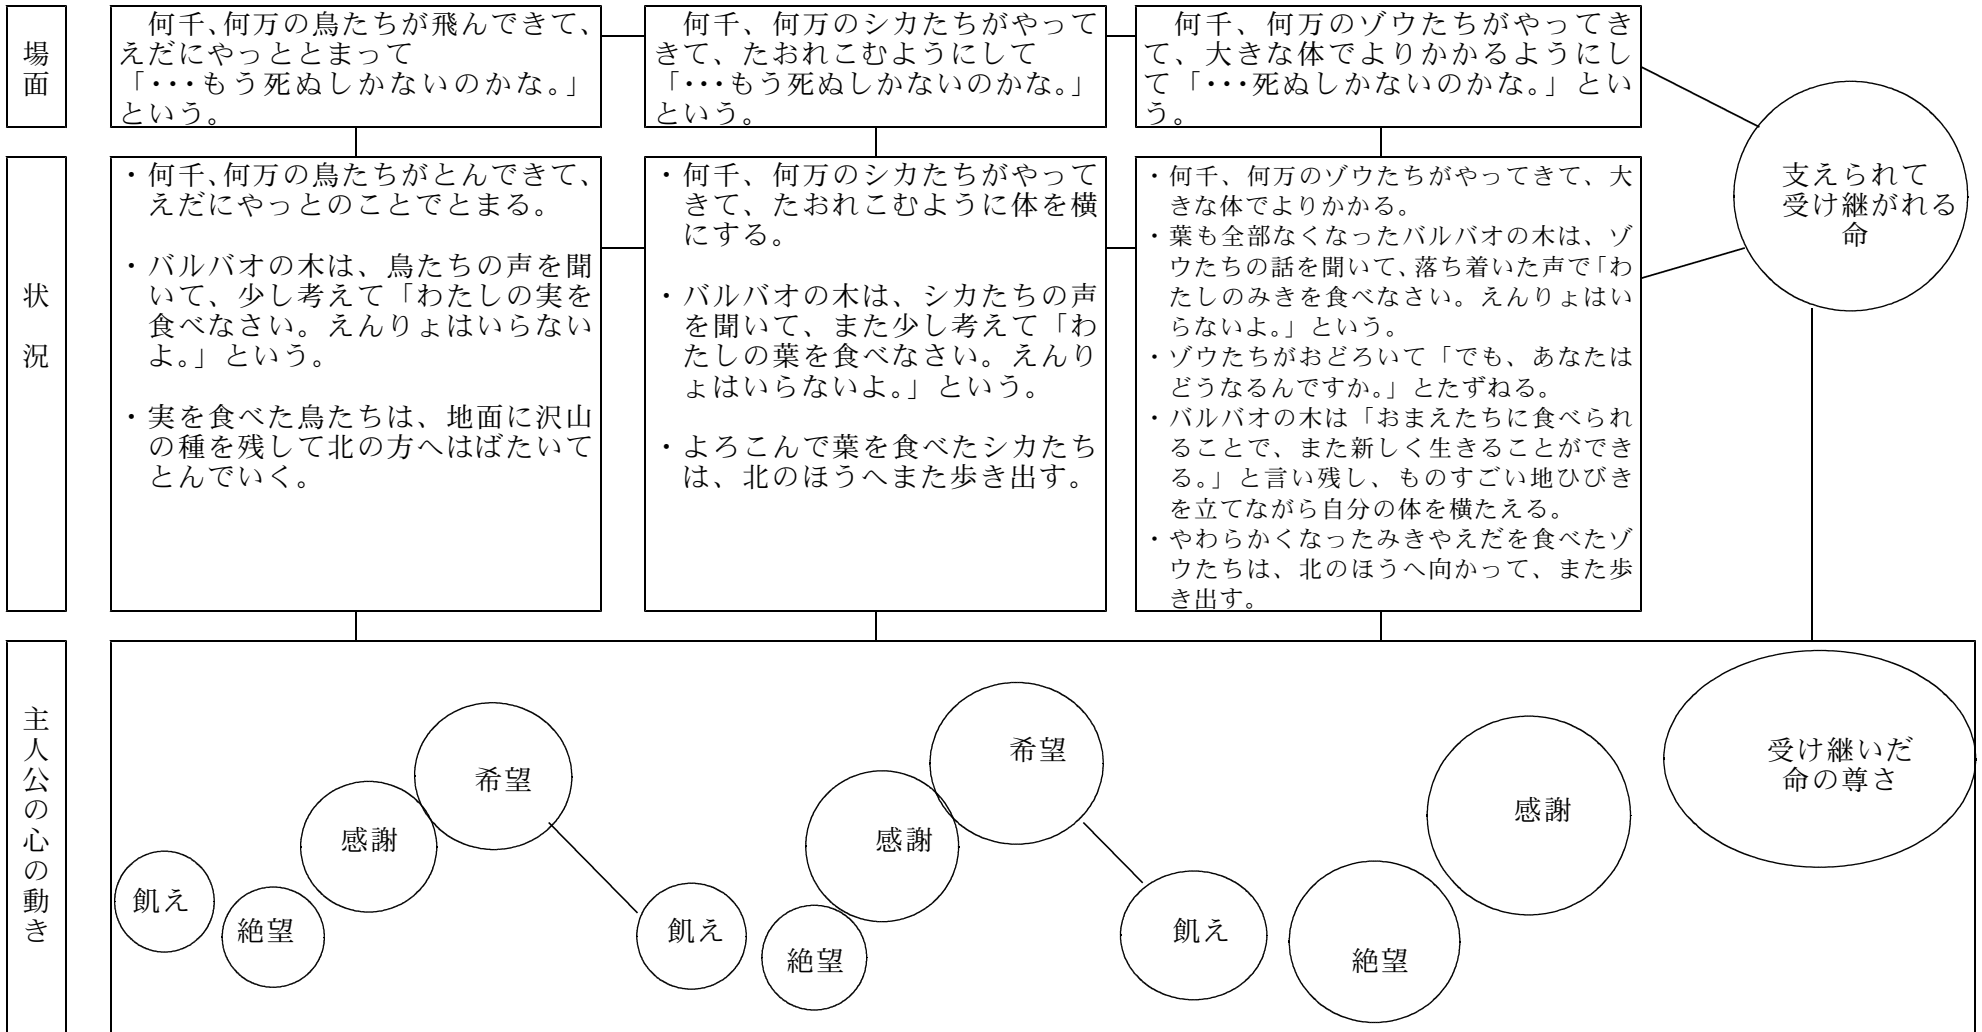 場面
何千、何万の鳥たちが飛んできて、
えだにやっととまって
「・・・もう死ぬしかないのかな。」
という。
何千、何万のシカたちがやって
きて、たおれこむようにして
「・・・もう死ぬしかないのかな。」
という。
何千、何万のゾウたちがやってき
て、大きな体でよりかかるようにし
て「・・・死ぬしかないのかな。」とい
う。
支えられて
受け継がれる
命
状況
・何千、何万の鳥たちがとんできて、
えだにやっとのことでとまる。
・バルバオの木は、鳥たちの声を聞
いて、少し考えて「わたしの実を
食べなさい。えんりょはいらない
よ。」という。
・実を食べた鳥たちは、地面に沢山
の種を残して北の方へはばたいて
とんでいく。
・何千、何万のシカたちがやって
きて、たおれこむように体を横
にする。
・バルバオの木は、シカたちの声
を聞いて、また少し考えて「わ
たしの葉を食べなさい。えんり
ょはいらないよ。」という。
・よろこんで葉を食べたシカたち
は、北のほうへまた歩き出す。
・何千、何万のゾウたちがやってきて、大
きな体でよりかかる。
・葉も全部なくなったバルバオの木は、ゾ
ウたちの話を聞いて、落ち着いた声で「わ
たしのみきを食べなさい。えんりょはい
らないよ。」という。
・ゾウたちがおどろいて「でも、あなたは
どうなるんですか。」とたずねる。
・バルバオの木は「おまえたちに食べられ
ることで、また新しく生きることができ
る。」と言い残し、ものすごい地ひびき
を立てながら自分の体を横たえる。
・やわらかくなったみきやえだを食べたゾ
ウたちは、北のほうへ向かって、また歩
き出す。
主人公の心の動き
飢え
絶望
感謝
希望
飢え
絶望
感謝
希望
飢え
絶望
感謝
受け継いだ
命の尊さ